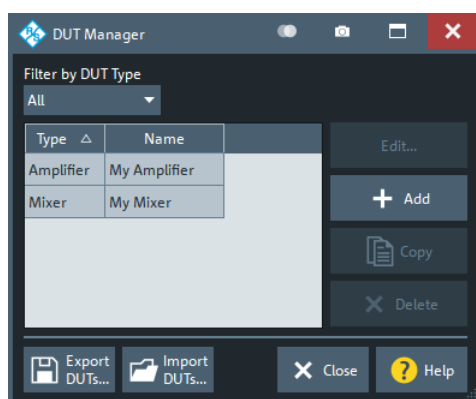 DUT Manager
Filter by DUT Type
All
Type Name
Amplifier My Amplifier
Mixer My Mixer
Edit...
Add
Copy
Delete
Export DUTs...
Import DUTs...
Close
Help